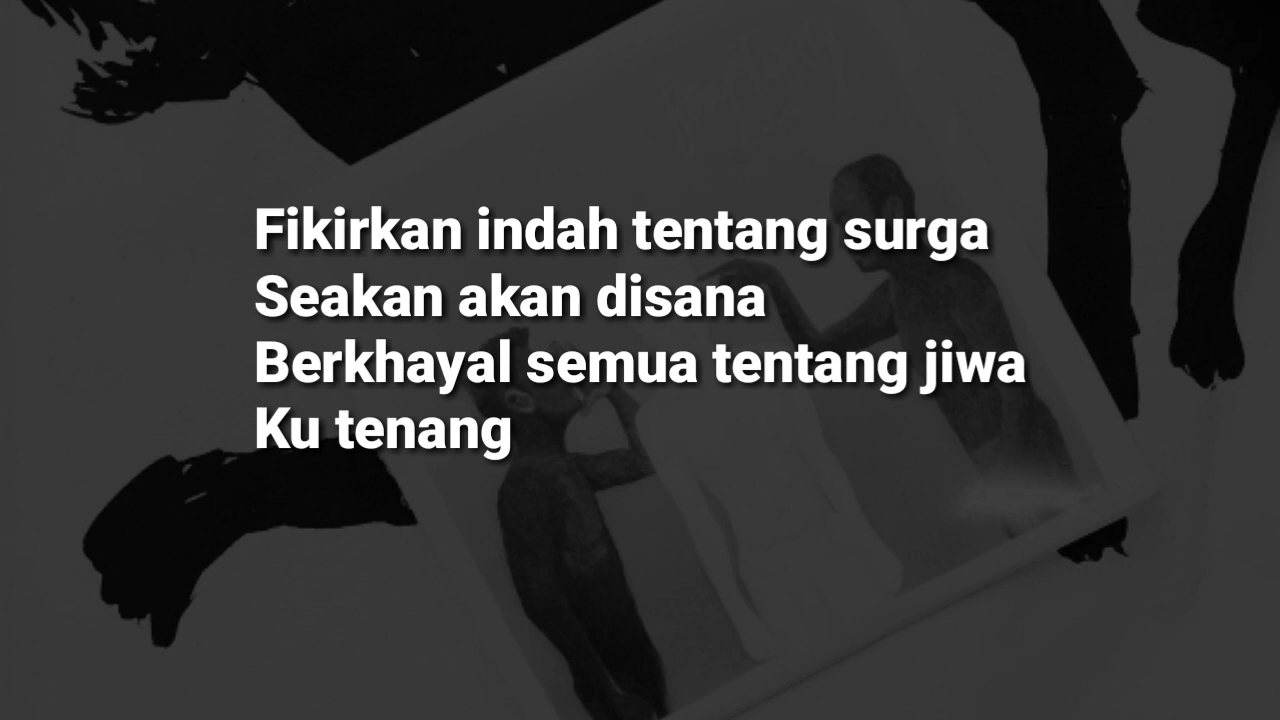 Fikirkan indah tentang surga
Seakan akan disana
Berkhayal semua tentang jiwa
Ku tenang